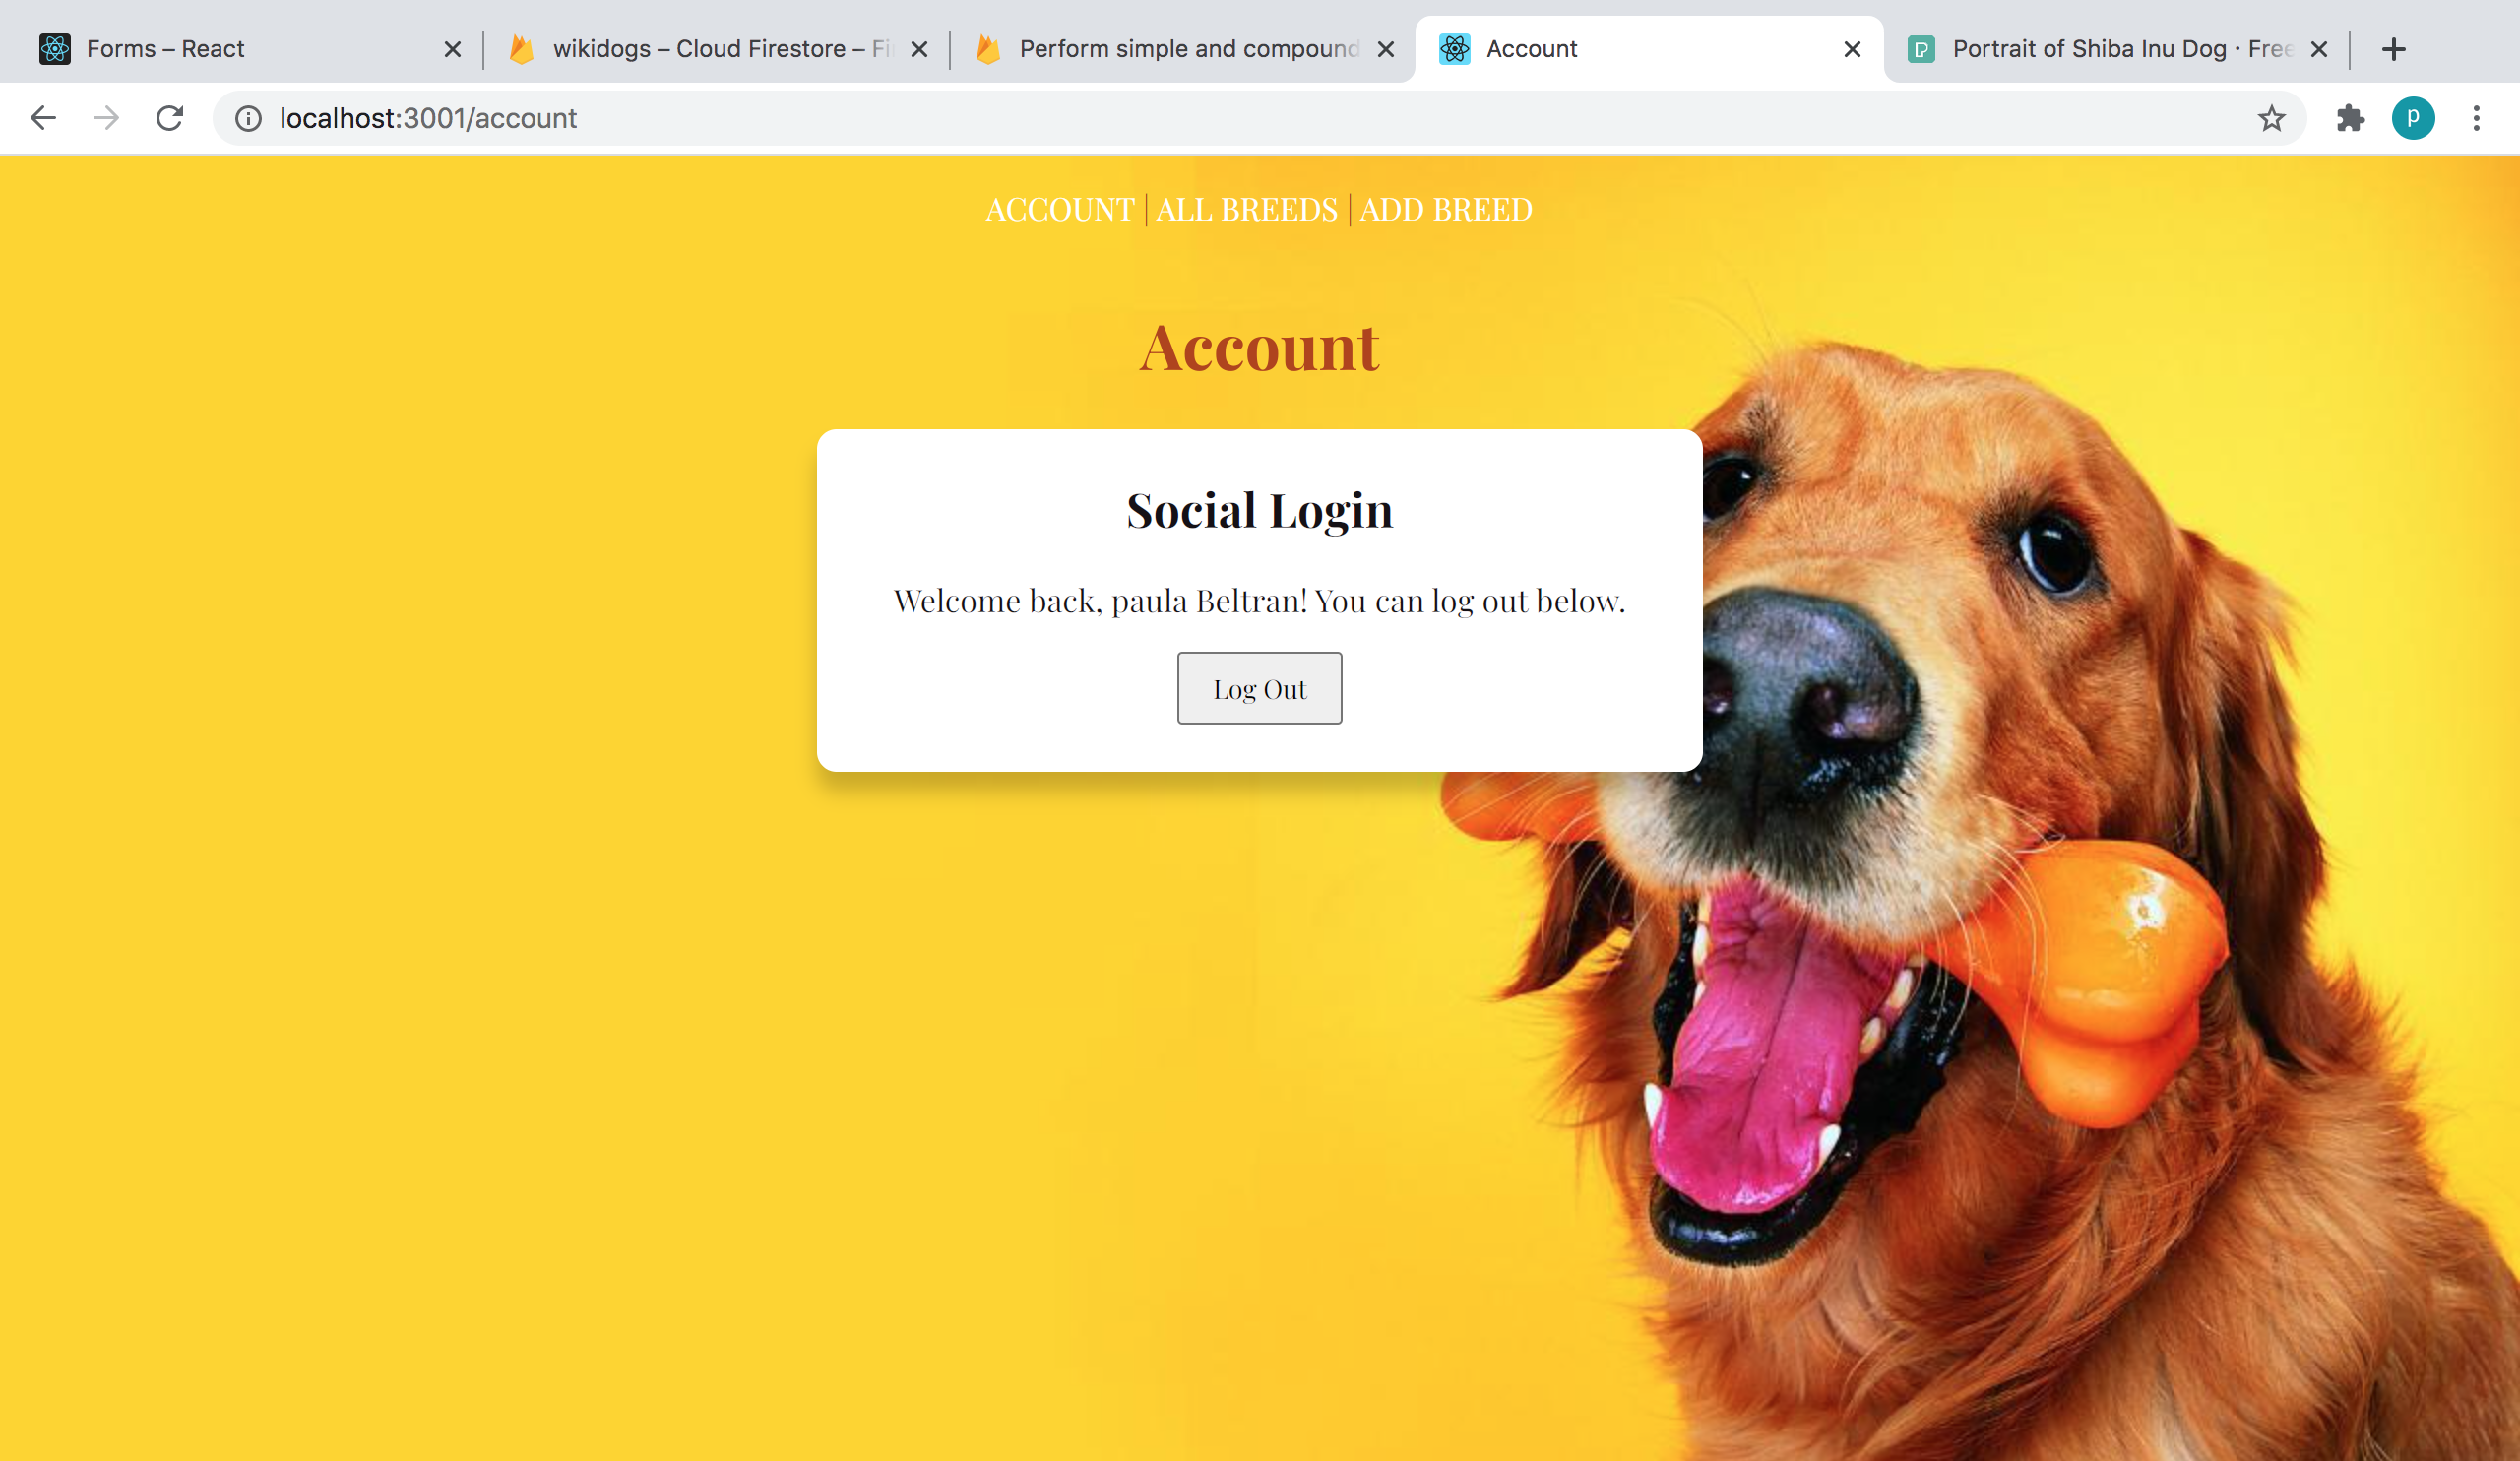 Forms – React
wikidogs – Cloud Firestore – Fi
Perform simple and compound
Account
Portrait of Shiba Inu Dog · Free
localhost:3001/account
p
ACCOUNT | ALL BREEDS | ADD BREED
Account
Social Login
Welcome back, paula Beltran! You can log out below.
Log Out